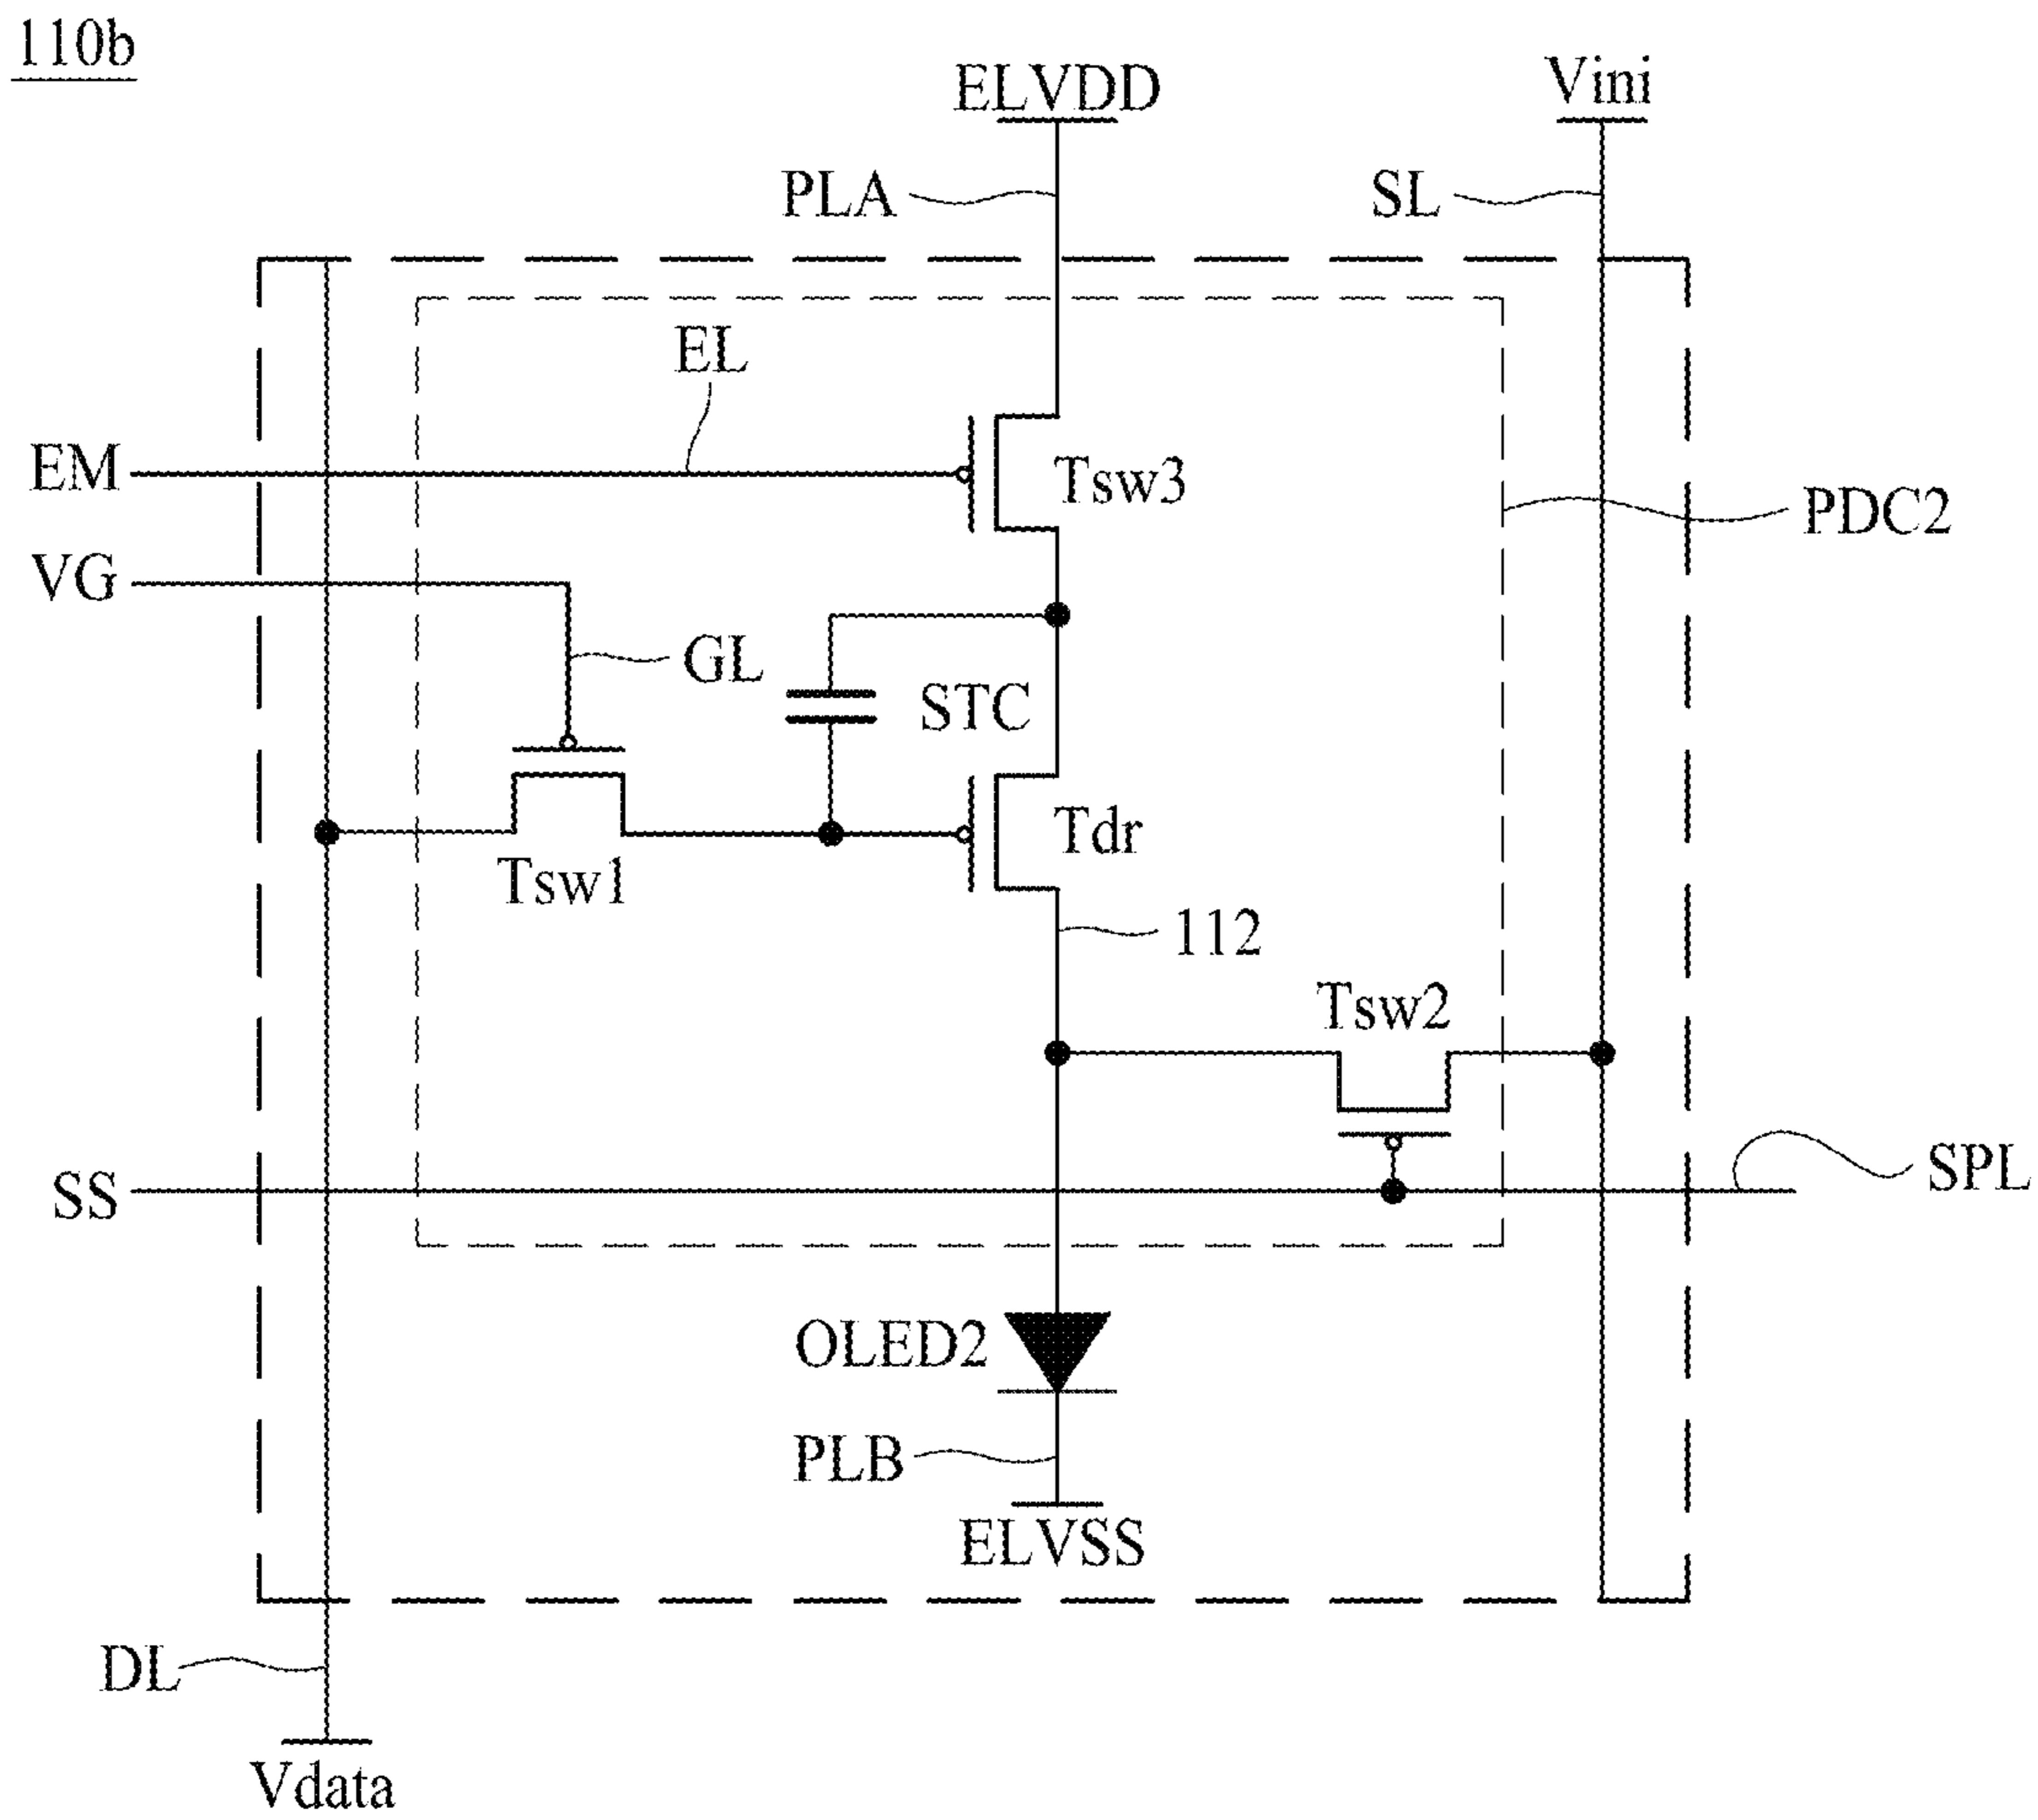 110b
ELVDD
Vini
PLA
SL
EL
EM
Tsw3
PDC2
VG
GL
STC
Tdr
Tsw1
112
Tsw2
SS
SPL
OLED2
PLB
ELVSS
DL
Vdata